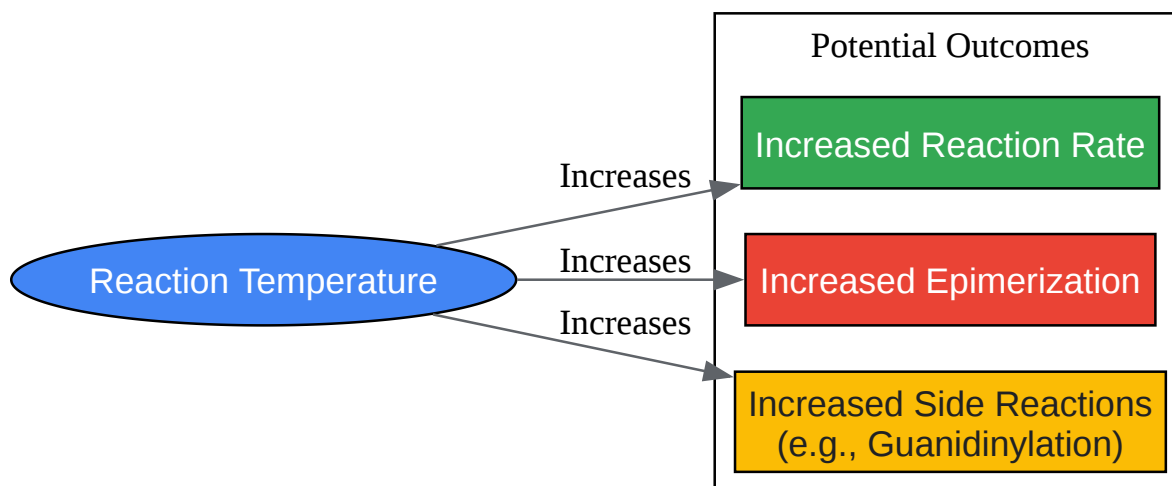 Potential Outcomes
Increased Reaction Rate
Increases
Reaction Temperature
Increases
Increased Epimerization
Increases
Increased Side Reactions
(e.g., Guanidinylation)